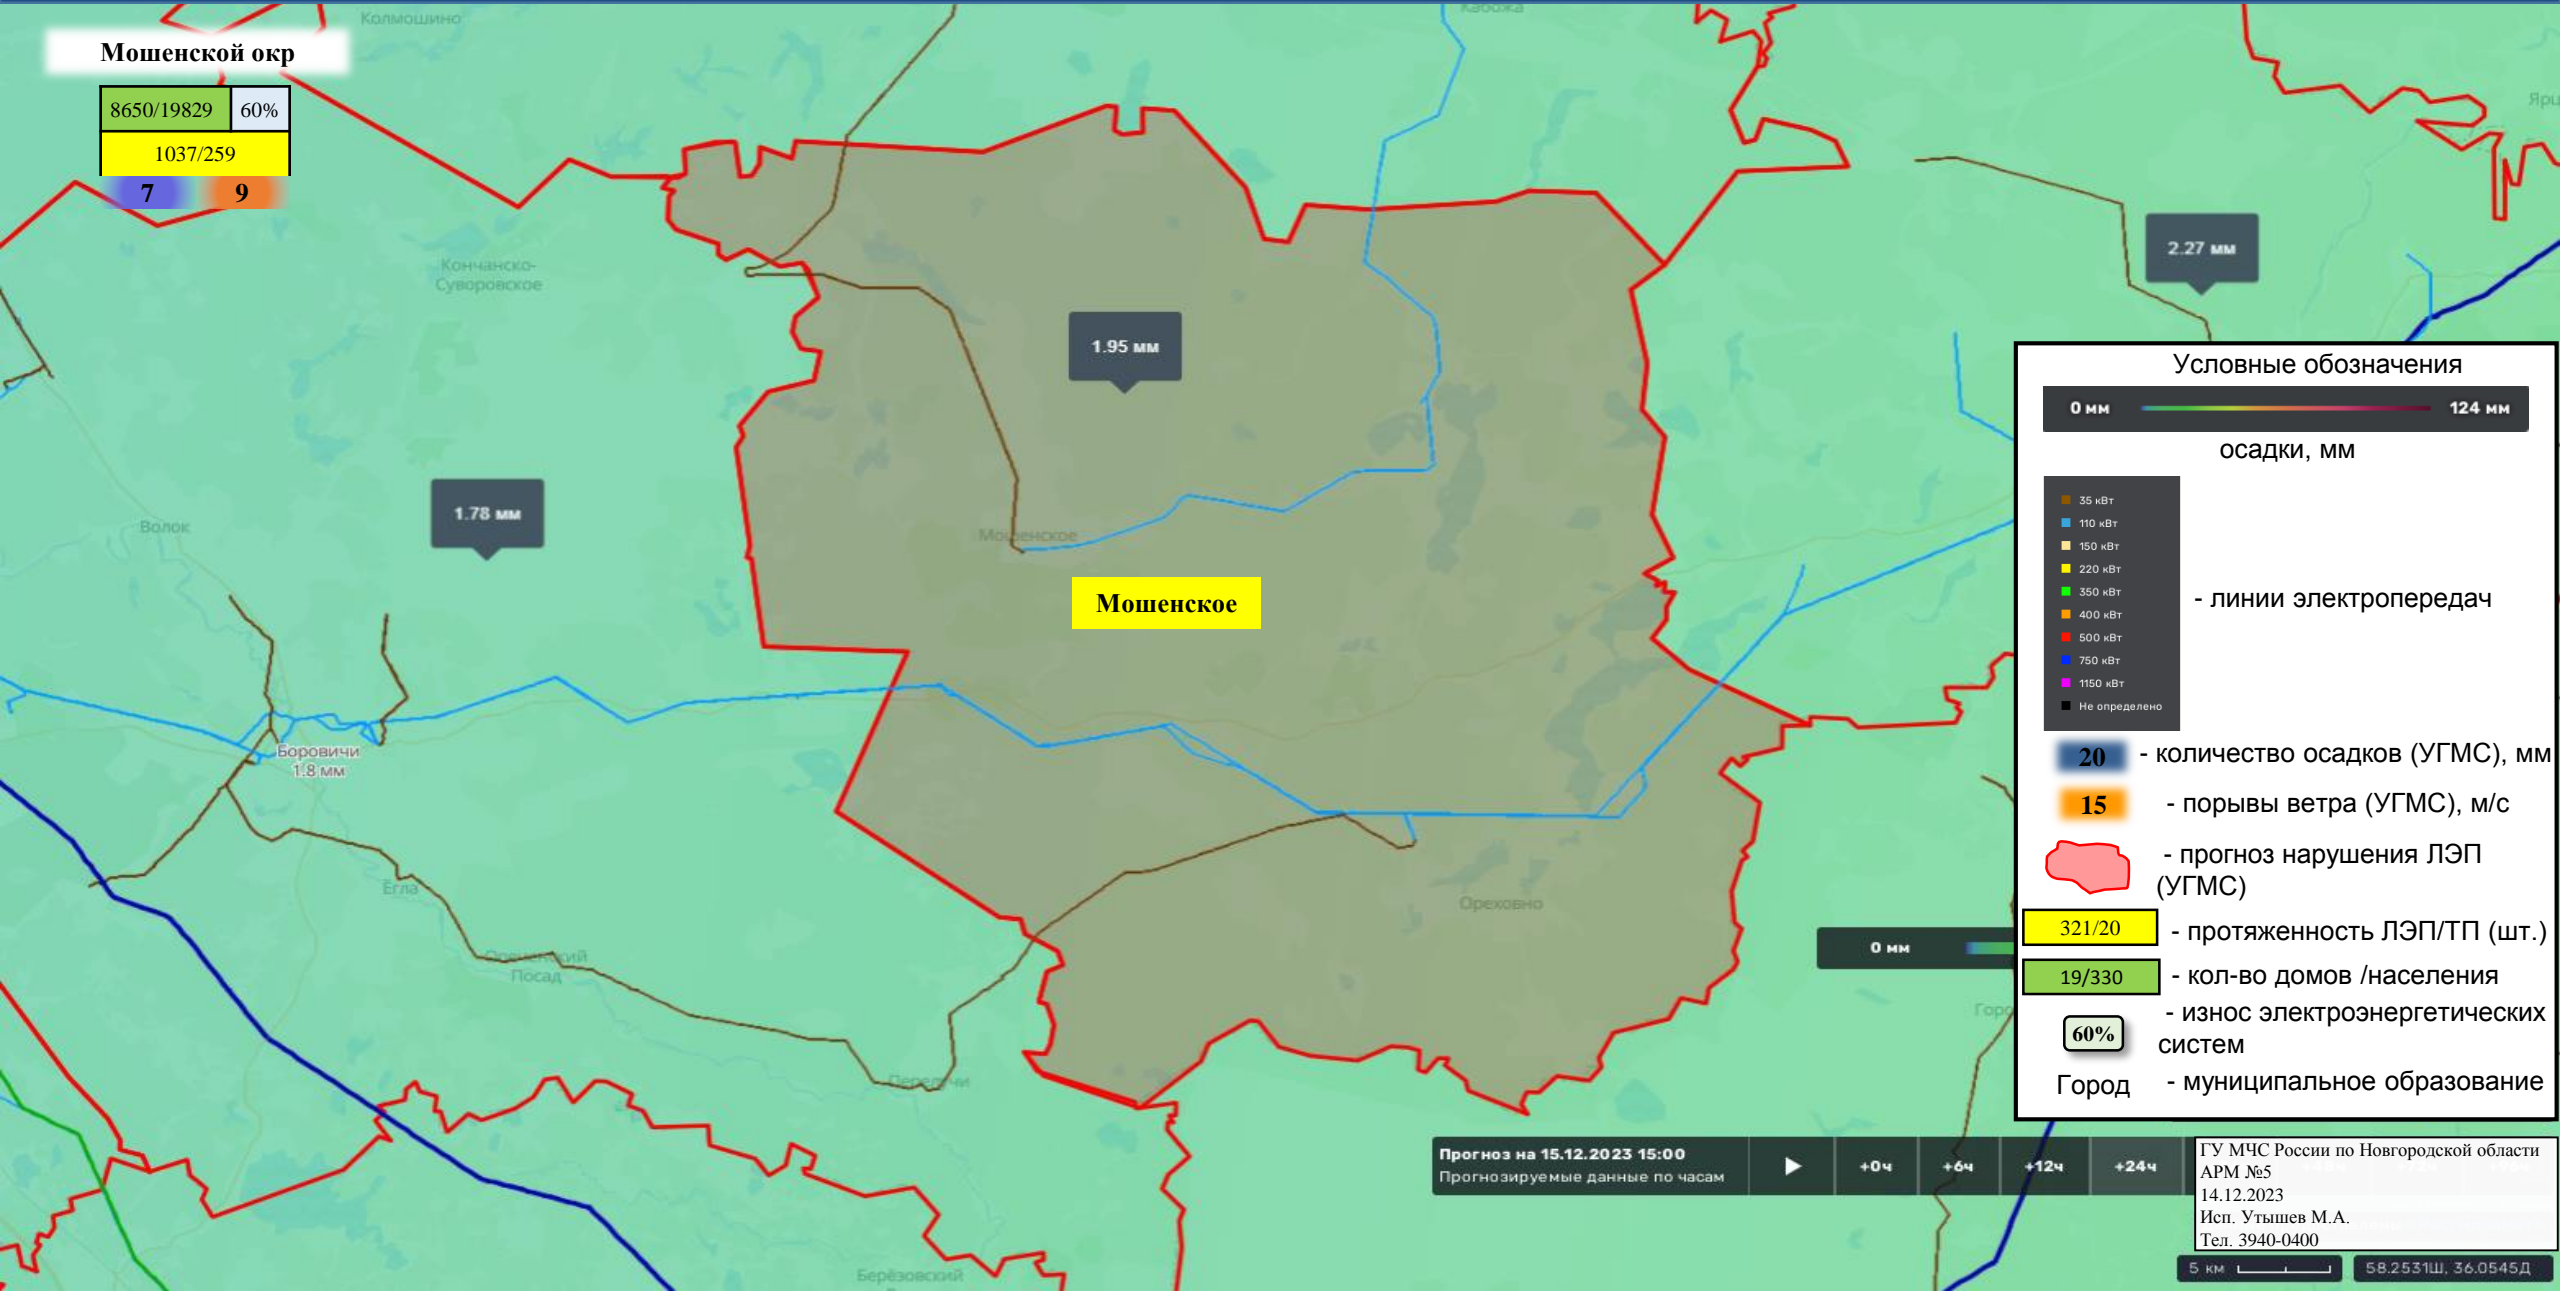 Колмошино
Кабожа
Мошенской окр
8650/19829 60%
1037/259
7 9
2.27 мм
Кончанско-
Суворовское
1.95 мм
Условные обозначения
0 мм 124 мм
осадки, мм
1.78 мм
Волок
Мошенское
Мошенское
35 кВт
110 кВт
150 кВт
220 кВт
350 кВт
400 кВт
500 кВт
750 кВт
1150 кВт
Не определено
- линии электропередач
20 - количество осадков (УГМС), мм
15 - порывы ветра (УГМС), м/с
- прогноз нарушения ЛЭП
(УГМС)
321/20 - протяженность ЛЭП/ТП (шт.)
19/330 - кол-во домов /населения
60% - износ электроэнергетических
систем
Город - муниципальное образование
Боровичи
1.8 мм
Ёгла
Ореховно
0 мм
Опеченский
Посад
Передучи
Берёзовский
Прогноз на 15.12.2023 15:00
Прогнозируемые данные по часам
+0ч +6ч +12ч +24ч
ГУ МЧС России по Новгородской области
АРМ №5
14.12.2023
Исп. Утышев М.А.
Тел. 3940-0400
5 км
58.2531Ш, 36.0545Д